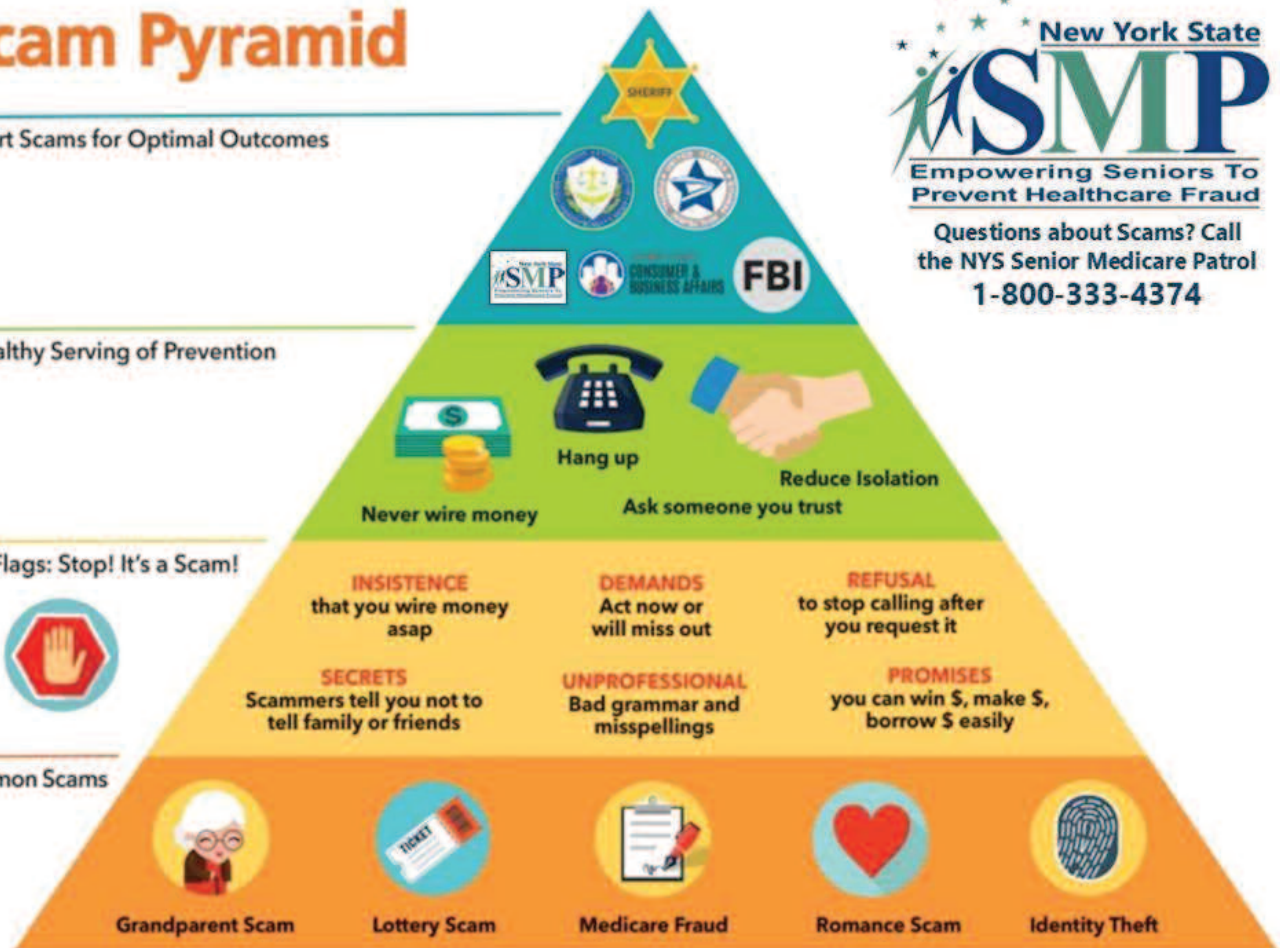 cam Pyramid
rt Scams for Optimal Outcomes
SHERIFF
New York State
SMP
Empowering Seniors To
Prevent Healthcare Fraud
Questions about Scams? Call
the NYS Senior Medicare Patrol
1-800-333-4374
New York State
SMP
CONSUMER &
BUSINESS AFFAIRS
FBI
althy Serving of Prevention
Hang up
Reduce Isolation
Never wire money
Ask someone you trust
Flags: Stop! It's a Scam!
INSISTENCE
that you wire money
asap
DEMANDS
Act now or
will miss out
REFUSAL
to stop calling after
you request it
SECRETS
Scammers tell you not to
tell family or friends
UNPROFESSIONAL
Bad grammar and
misspellings
PROMISES
you can win $, make $,
borrow $ easily
mon Scams
TICKET
Grandparent Scam
Lottery Scam
Medicare Fraud
Romance Scam
Identity Theft